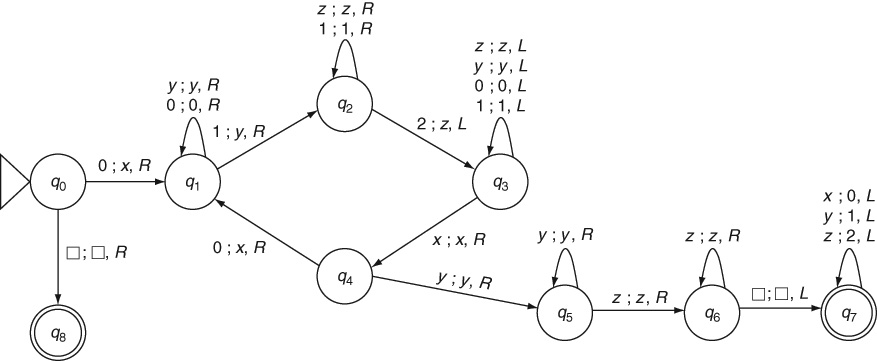 z ; z, R
1 ; 1, R
z ; z, L
y ; y, L
0 ; 0, L
1 ; 1, L
y ; y, R
0 ; 0, R
q2
1 ; y, R
2 ; z, L
q0
0 ; x, R
q1
q3
x ; 0, L
y ; 1, L
z ; 2, L
□ ; □, R
0 ; x, R
x ; x, R
y ; y, R
z ; z, R
q4
y ; y, R
□ ; □, L
z ; z, R
q8
q5
q6
q7